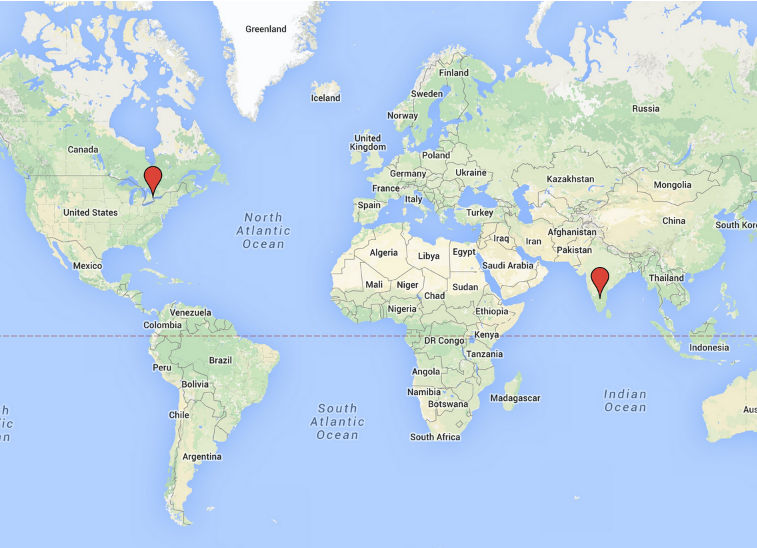 Greenland
Iceland
Finland
Sweden
Norway
Russia
Canada
United
Kingdom
Poland
Germany
Ukraine
Kazakhstan
Mongolia
France
Italy
Spain
Turkey
United States
North
Atlantic
Ocean
China
South Kore
Afghanistan
Iraq
Iran
Pakistan
Algeria
Libya
Egypt
Saudi Arabia
Mexico
Mali
Niger
Chad
Sudan
Thailand
Nigeria
Ethiopia
Venezuela
Colombia
Kenya
DR Congo
Indonesia
Tanzania
Brazil
Peru
Angola
Bolivia
Namibia
Botswana
Madagascar
Indian
Ocean
South
Atlantic
Ocean
h
ic
an
Chile
Aus
South Africa
Argentina